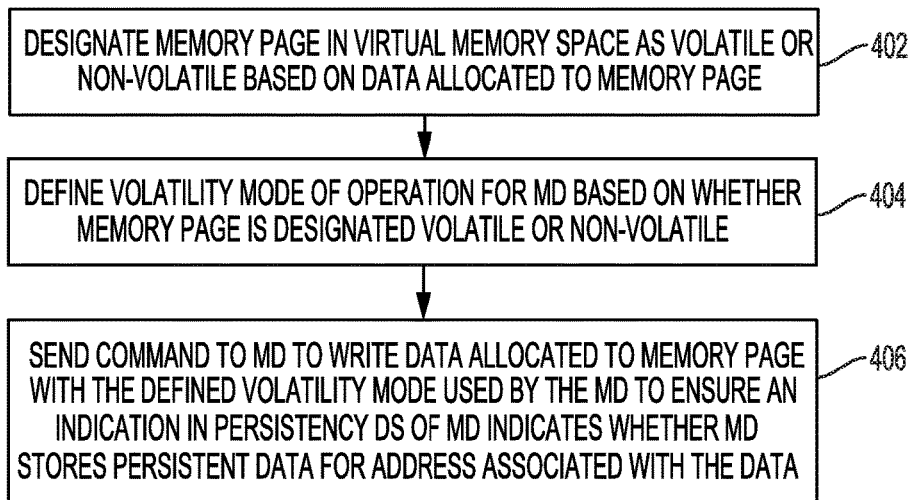 DESIGNATE MEMORY PAGE IN VIRTUAL MEMORY SPACE AS VOLATILE OR
NON-VOLATILE BASED ON DATA ALLOCATED TO MEMORY PAGE
402
DEFINE VOLATILITY MODE OF OPERATION FOR MD BASED ON WHETHER
MEMORY PAGE IS DESIGNATED VOLATILE OR NON-VOLATILE
404
SEND COMMAND TO MD TO WRITE DATA ALLOCATED TO MEMORY PAGE
WITH THE DEFINED VOLATILITY MODE USED BY THE MD TO ENSURE AN
INDICATION IN PERSISTENCY DS OF MD INDICATES WHETHER MD
STORES PERSISTENT DATA FOR ADDRESS ASSOCIATED WITH THE DATA
406